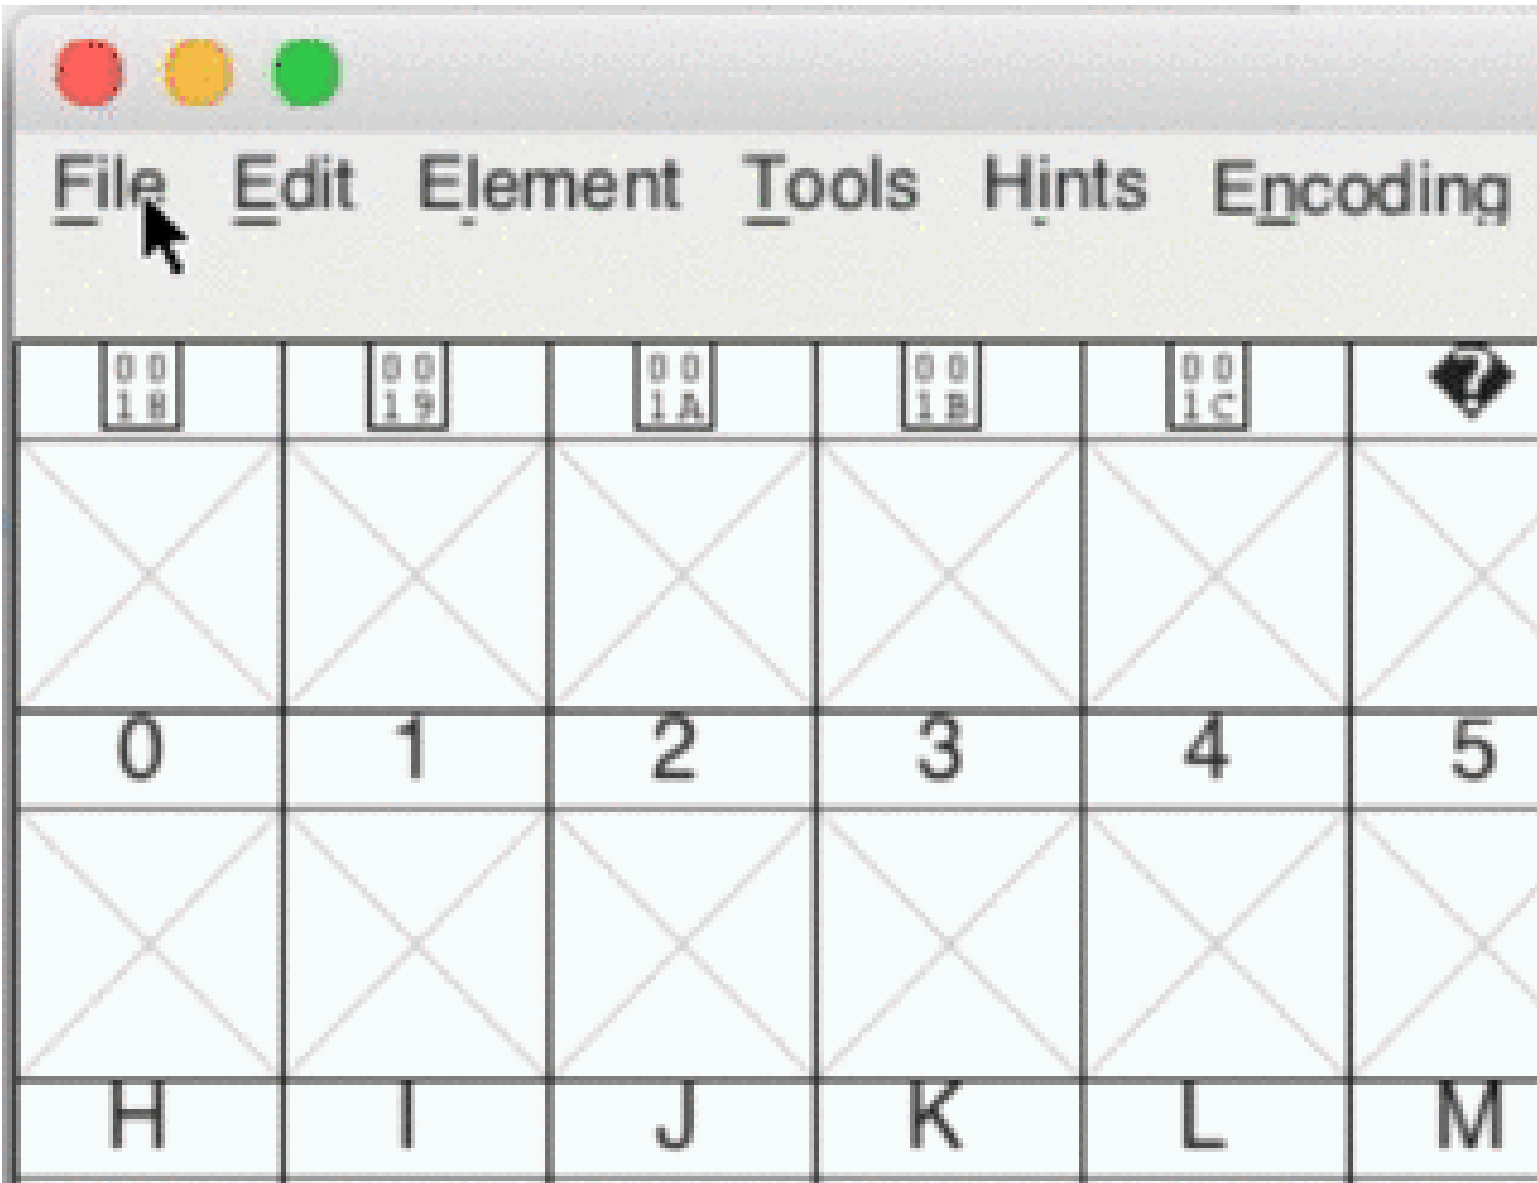 File Edit Element Tools Hints Encoding
0018 0019 001A 001B 001C �
0 1 2 3 4 5
H I J K L M